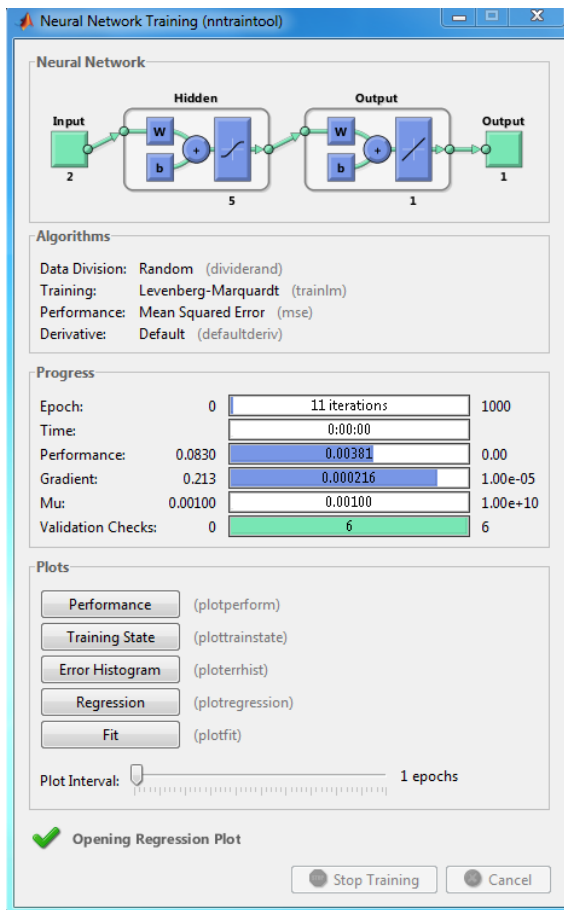 Neural Network Training (nntraintool)
Neural Network
Hidden Output
Input Output
W W
+ +
b b
2 5 1 1
Algorithms
Data Division: Random (dividerand)
Training: Levenberg-Marquardt (trainlm)
Performance: Mean Squared Error (mse)
Derivative: Default (defaultderiv)
Progress
Epoch: 0 11 iterations 1000
Time: 0:00:00
Performance: 0.0830 0.00381 0.00
Gradient: 0.213 0.000216 1.00e-05
Mu: 0.00100 0.00100 1.00e+10
Validation Checks: 0 6 6
Plots
Performance (plotperform)
Training State (plottrainstate)
Error Histogram (ploterrhist)
Regression (plotregression)
Fit (plotfit)
Plot Interval: 1 epochs
Opening Regression Plot
Stop Training Cancel